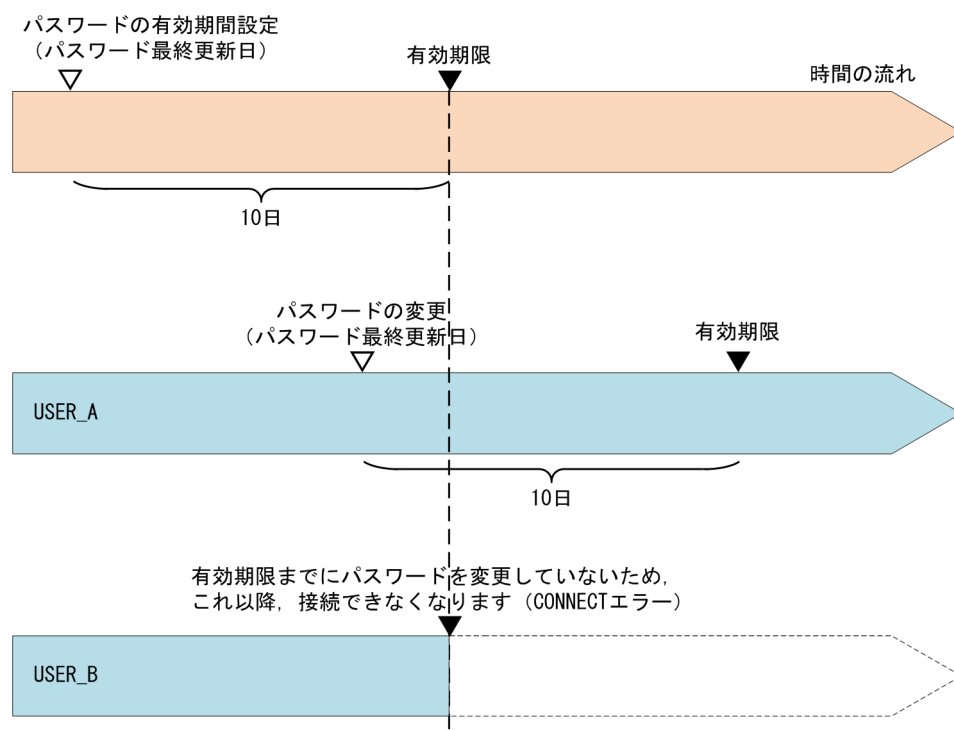 パスワードの有効期間設定
(パスワード最終更新日)
有効期限
時間の流れ
10日
パスワードの変更
(パスワード最終更新日)
有効期限
USER_A
10日
有効期限までにパスワードを変更していないため,
これ以降,接続できなくなります(CONNECTエラー)
USER_B